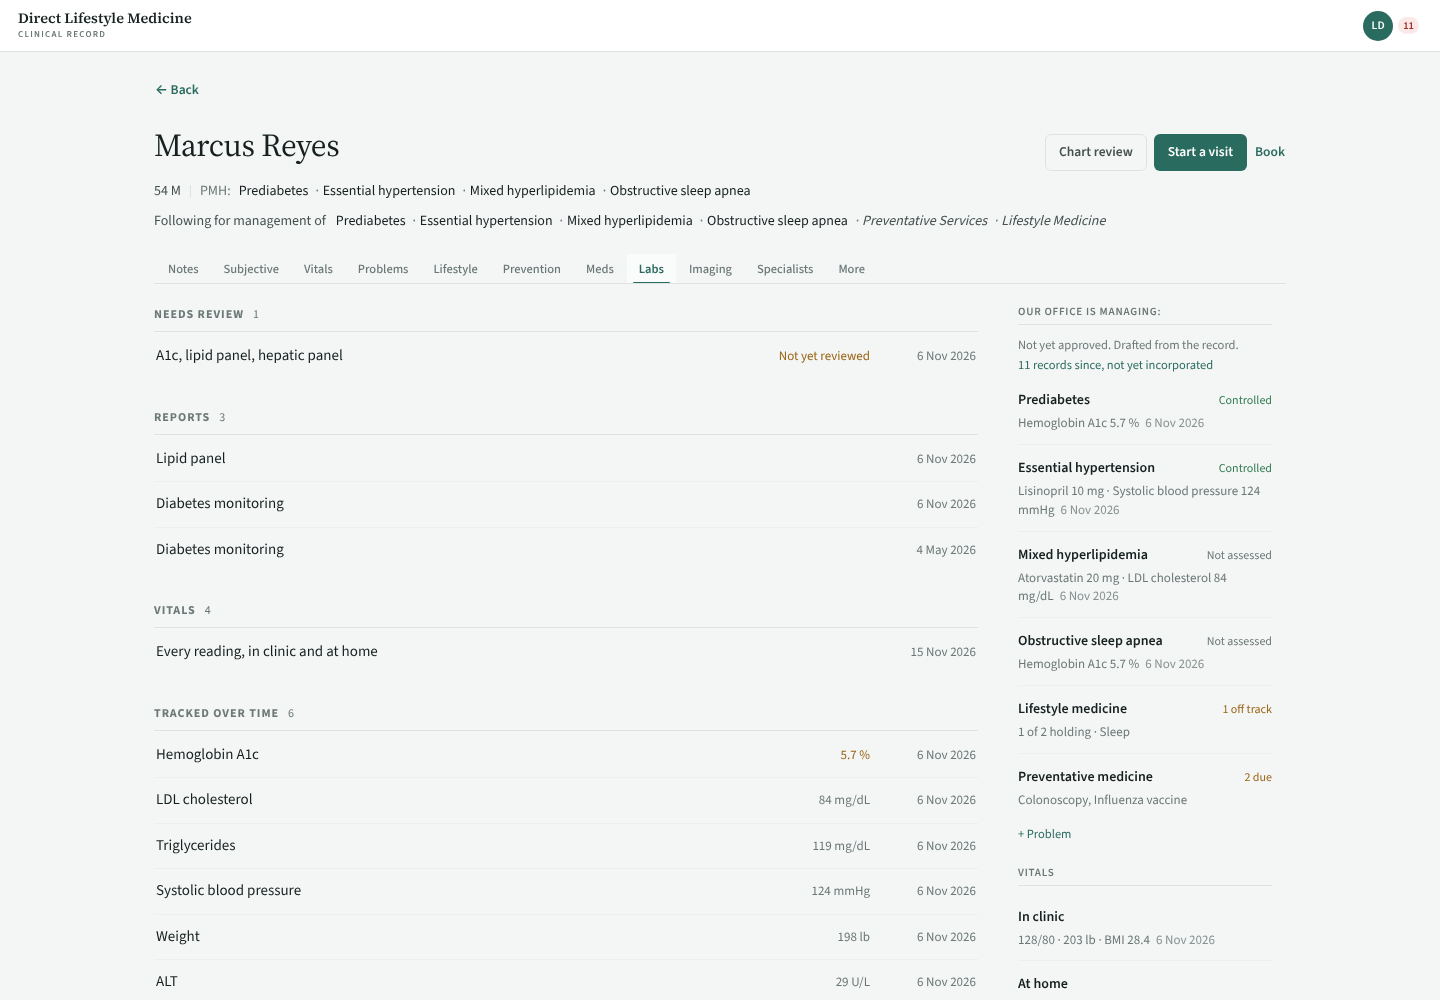 Direct Lifestyle Medicine
CLINICAL RECORD
LD
11
← Back
Marcus Reyes
Chart review
Start a visit
Book
54 M | PMH: Prediabetes · Essential hypertension · Mixed hyperlipidemia · Obstructive sleep apnea
Following for management of Prediabetes · Essential hypertension · Mixed hyperlipidemia · Obstructive sleep apnea · Preventative Services · Lifestyle Medicine
Notes Subjective Vitals Problems Lifestyle Prevention Meds Labs Imaging Specialists More
NEEDS REVIEW 1
A1c, lipid panel, hepatic panel Not yet reviewed 6 Nov 2026
REPORTS 3
Lipid panel 6 Nov 2026
Diabetes monitoring 6 Nov 2026
Diabetes monitoring 4 May 2026
VITALS 4
Every reading, in clinic and at home 15 Nov 2026
TRACKED OVER TIME 6
Hemoglobin A1c 5.7 % 6 Nov 2026
LDL cholesterol 84 mg/dL 6 Nov 2026
Triglycerides 119 mg/dL 6 Nov 2026
Systolic blood pressure 124 mmHg 6 Nov 2026
Weight 198 lb 6 Nov 2026
ALT 29 U/L 6 Nov 2026
OUR OFFICE IS MANAGING:
Not yet approved. Drafted from the record.
11 records since, not yet incorporated
Prediabetes Controlled
Hemoglobin A1c 5.7 % 6 Nov 2026
Essential hypertension Controlled
Lisinopril 10 mg · Systolic blood pressure 124
mmHg 6 Nov 2026
Mixed hyperlipidemia Not assessed
Atorvastatin 20 mg · LDL cholesterol 84
mg/dL 6 Nov 2026
Obstructive sleep apnea Not assessed
Hemoglobin A1c 5.7 % 6 Nov 2026
Lifestyle medicine 1 off track
1 of 2 holding · Sleep
Preventative medicine 2 due
Colonoscopy, Influenza vaccine
+ Problem
VITALS
In clinic
128/80 · 203 lb · BMI 28.4 6 Nov 2026
At home